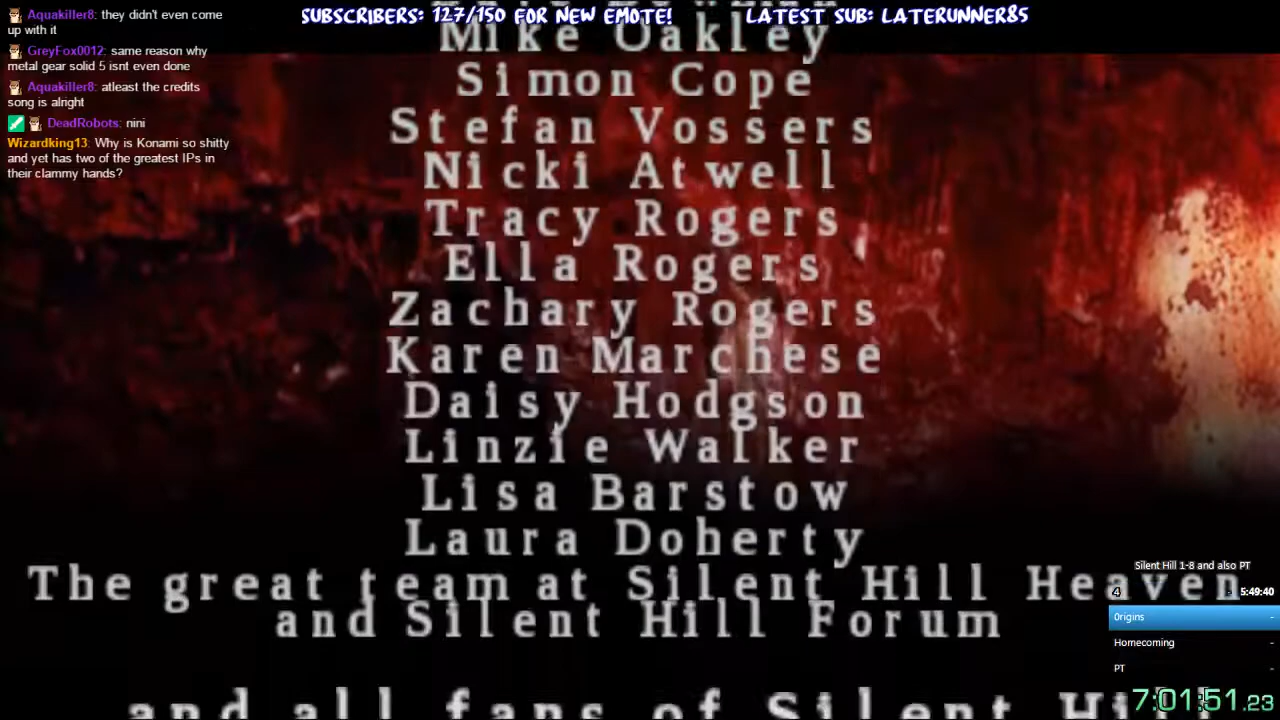 SUBSCRIBERS: 127/150 FOR NEW EMOTE! LATEST SUB: LATERUNNER85
Aquakiller8: they didn't even come
up with it
GreyFox0012: same reason why
metal gear solid 5 isnt even done
Aquakiller8: atleast the credits
song is alright
DeadRobots: nini
Wizardking13: Why is Konami so shitty
and yet has two of the greatest IPs in
their clammy hands?
Mike Oakley
Simon Cope
Stefan Vossers
Nicki Atwell
Tracy Rogers
Ella Rogers
Zachary Rogers
Karen Marchese
Daisy Hodgson
Linzie Walker
Lisa Barstow
Laura Doherty
The great team at Silent Hill Heaven
and Silent Hill Forum
and all fans of Silent Hill
Silent Hill 1-8 and also PT
4 - 5:49:40
0rigins -
Homecoming -
PT -
7:01:51.23